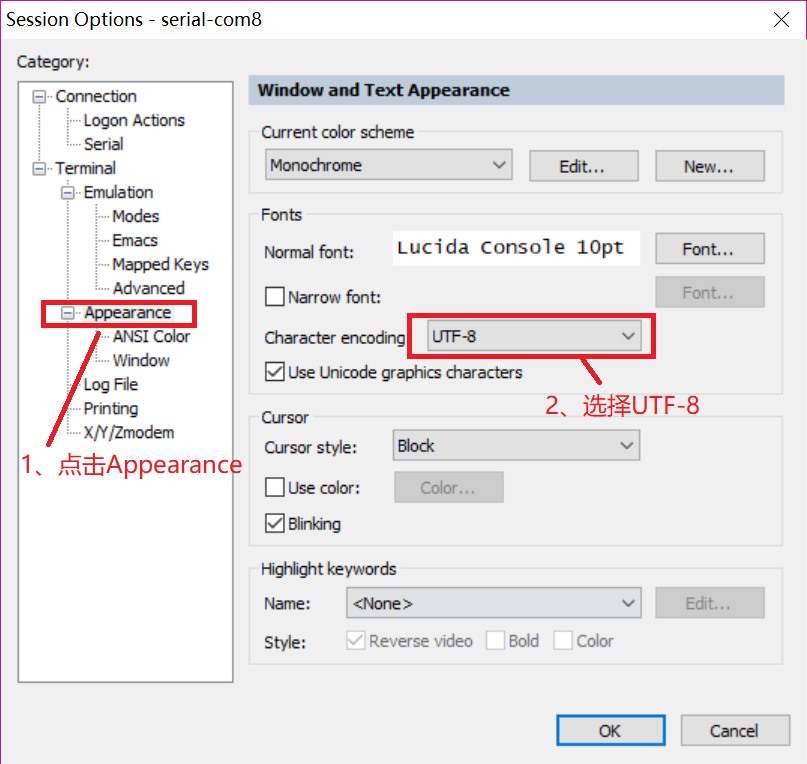 Session Options - serial-com8
Category:
Connection
Logon Actions
Serial
Terminal
Emulation
Modes
Emacs
Mapped Keys
Advanced
Appearance
ANSI Color
Window
Log File
Printing
X/Y/Zmodem
1、点击Appearance
Window and Text Appearance
Current color scheme
Monochrome Edit... New...
Fonts
Normal font: Lucida Console 10pt Font...
Narrow font: Font...
Character encoding UTF-8
Use Unicode graphics characters
2、选择UTF-8
Cursor
Cursor style: Block
Use color: Color...
Blinking
Highlight keywords
Name: <None> Edit...
Style: Reverse video Bold Color
OK Cancel